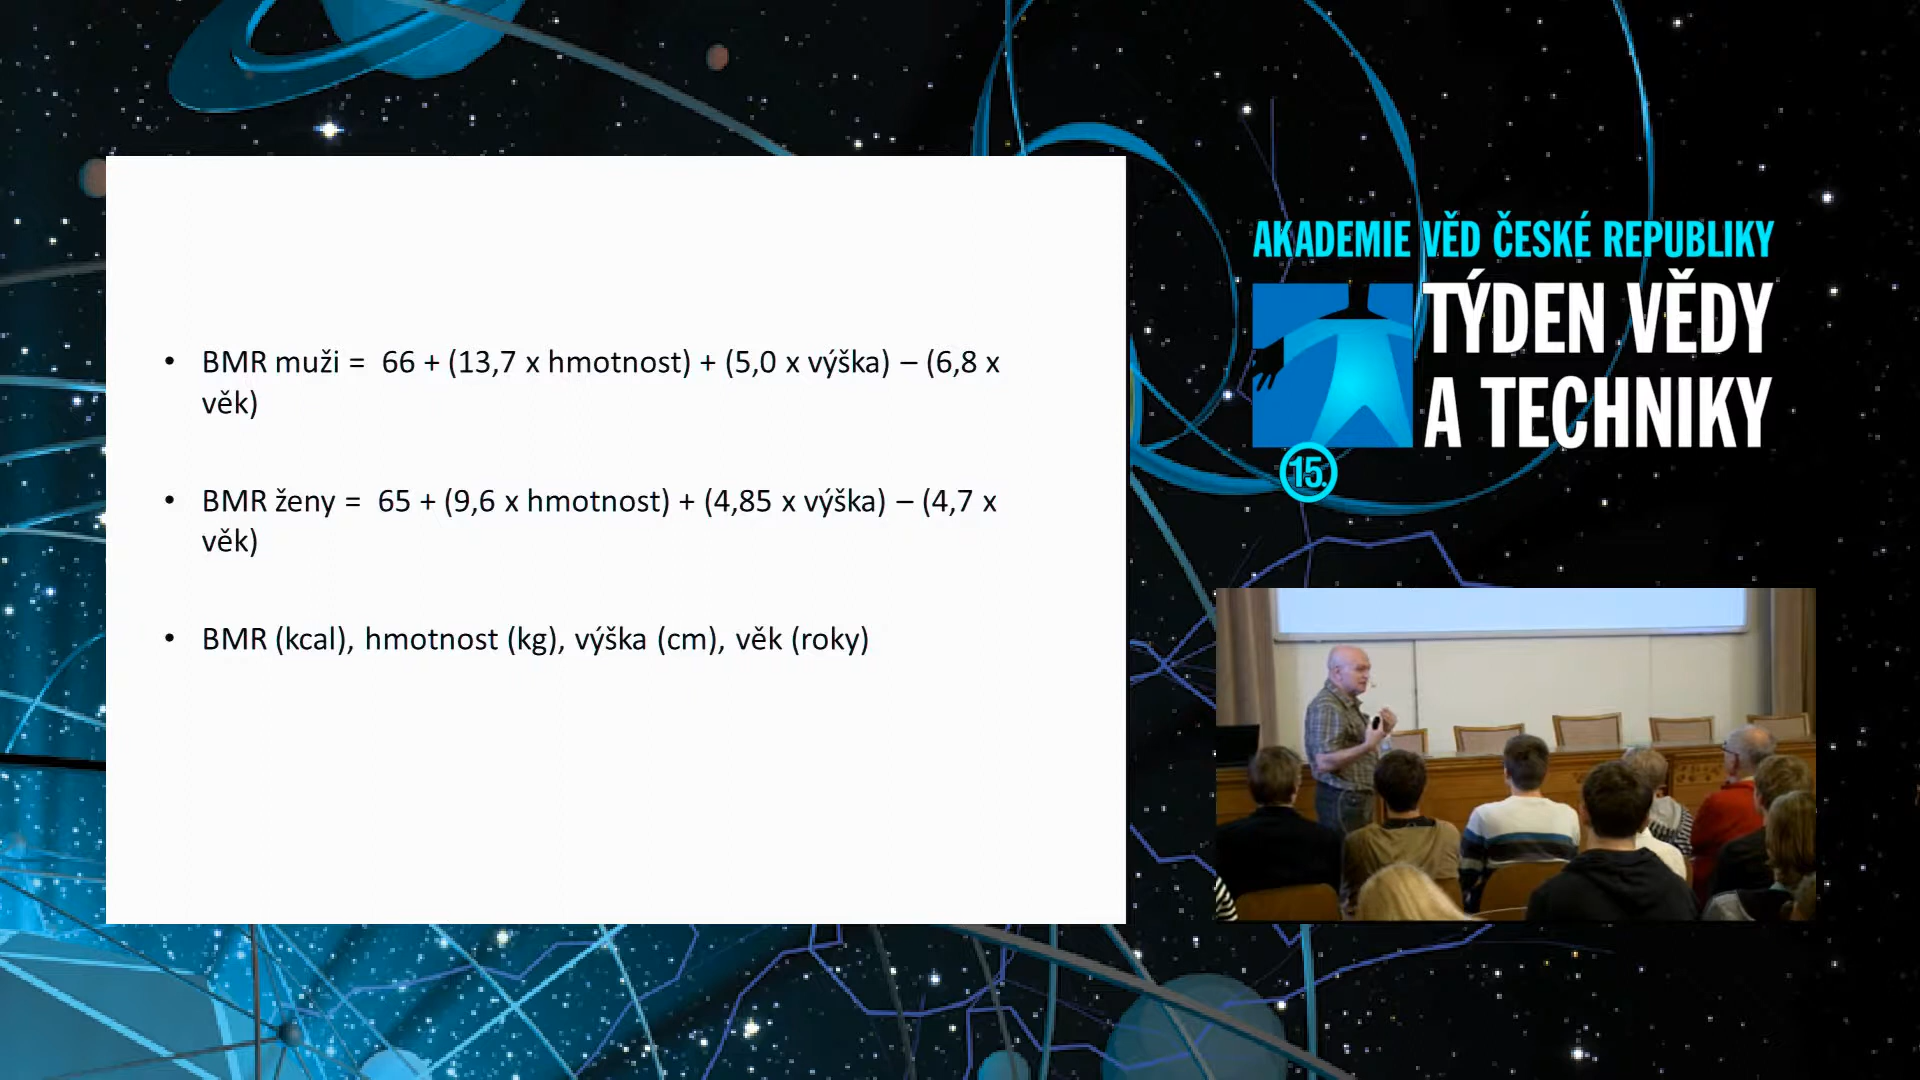 • BMR muži = 66 + (13,7 x hmotnost) + (5,0 x výška) – (6,8 x
věk)
• BMR ženy = 65 + (9,6 x hmotnost) + (4,85 x výška) – (4,7 x
věk)
• BMR (kcal), hmotnost (kg), výška (cm), věk (roky)
AKADEMIE VĚD ČESKÉ REPUBLIKY
TÝDEN VĚDY
A TECHNIKY
15.